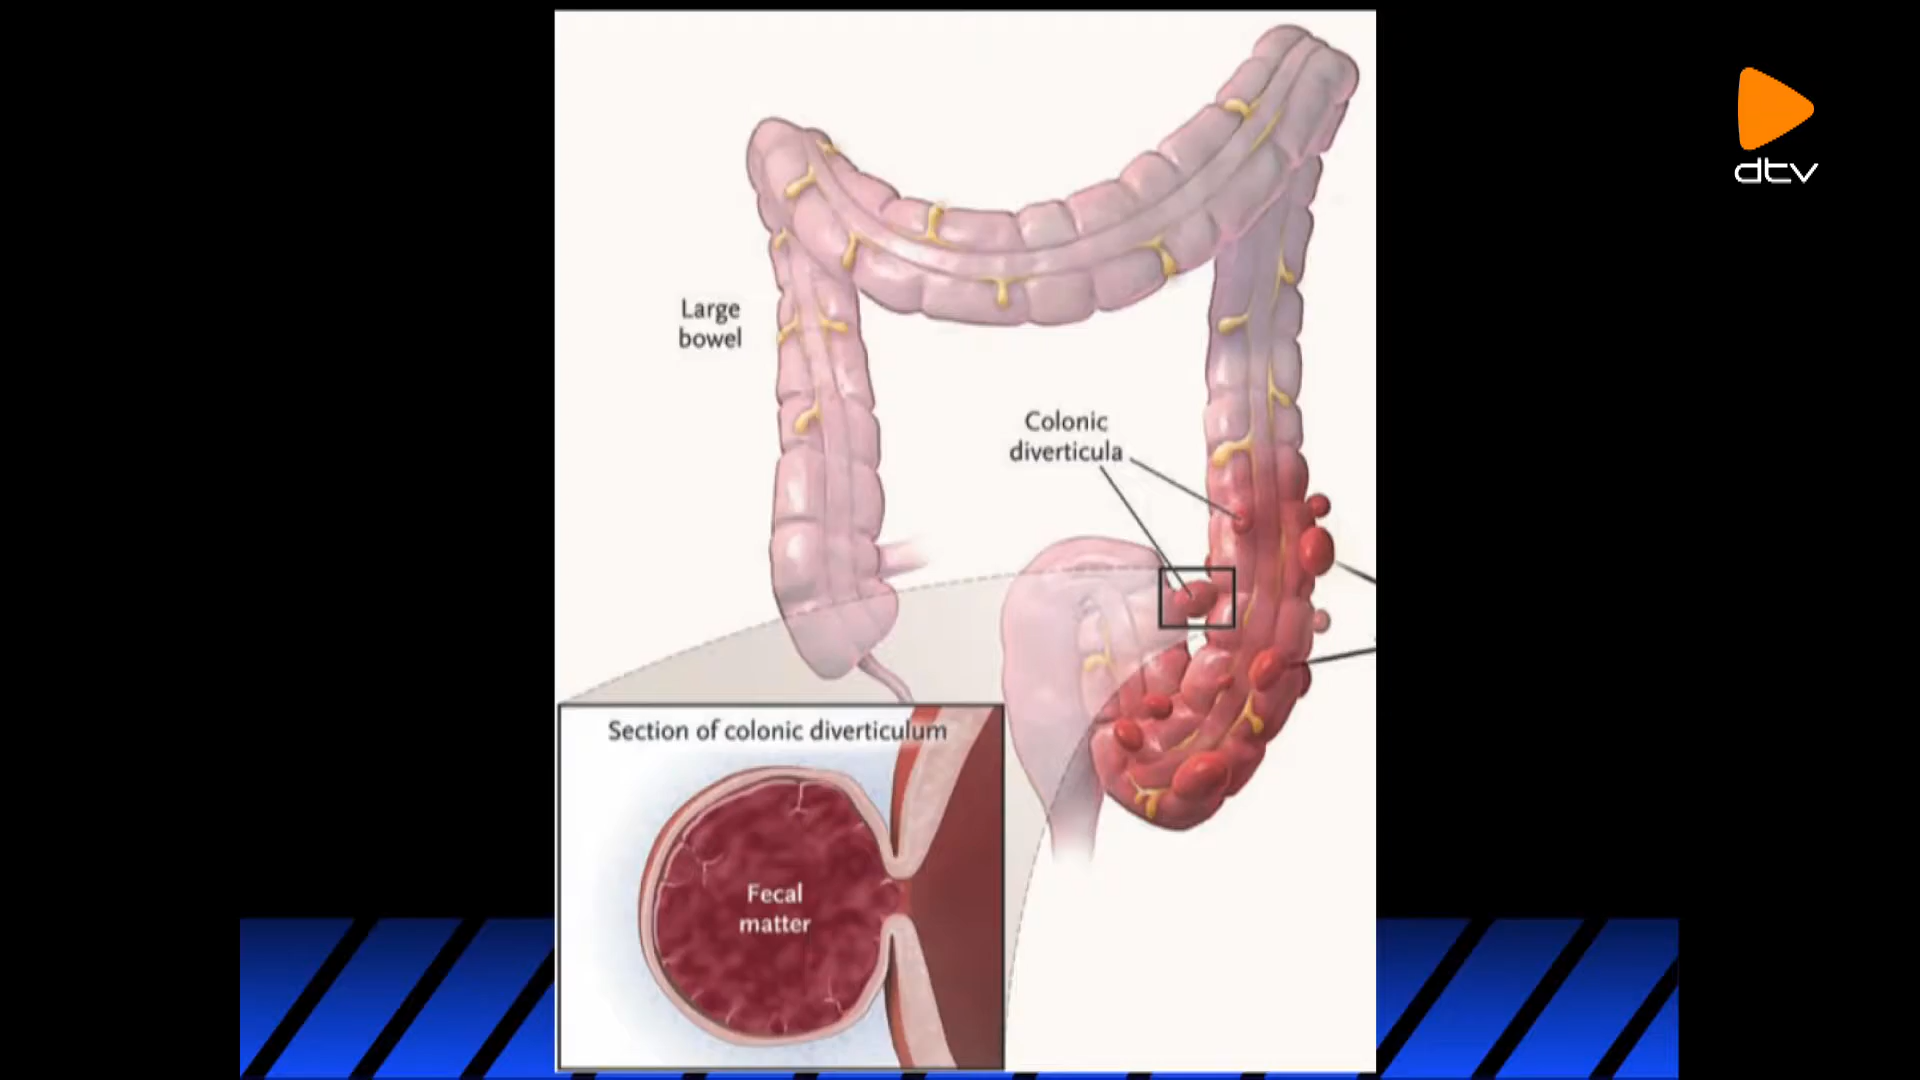 dtv
Large
bowel
Colonic
diverticula
Section of colonic diverticulum
Fecal
matter